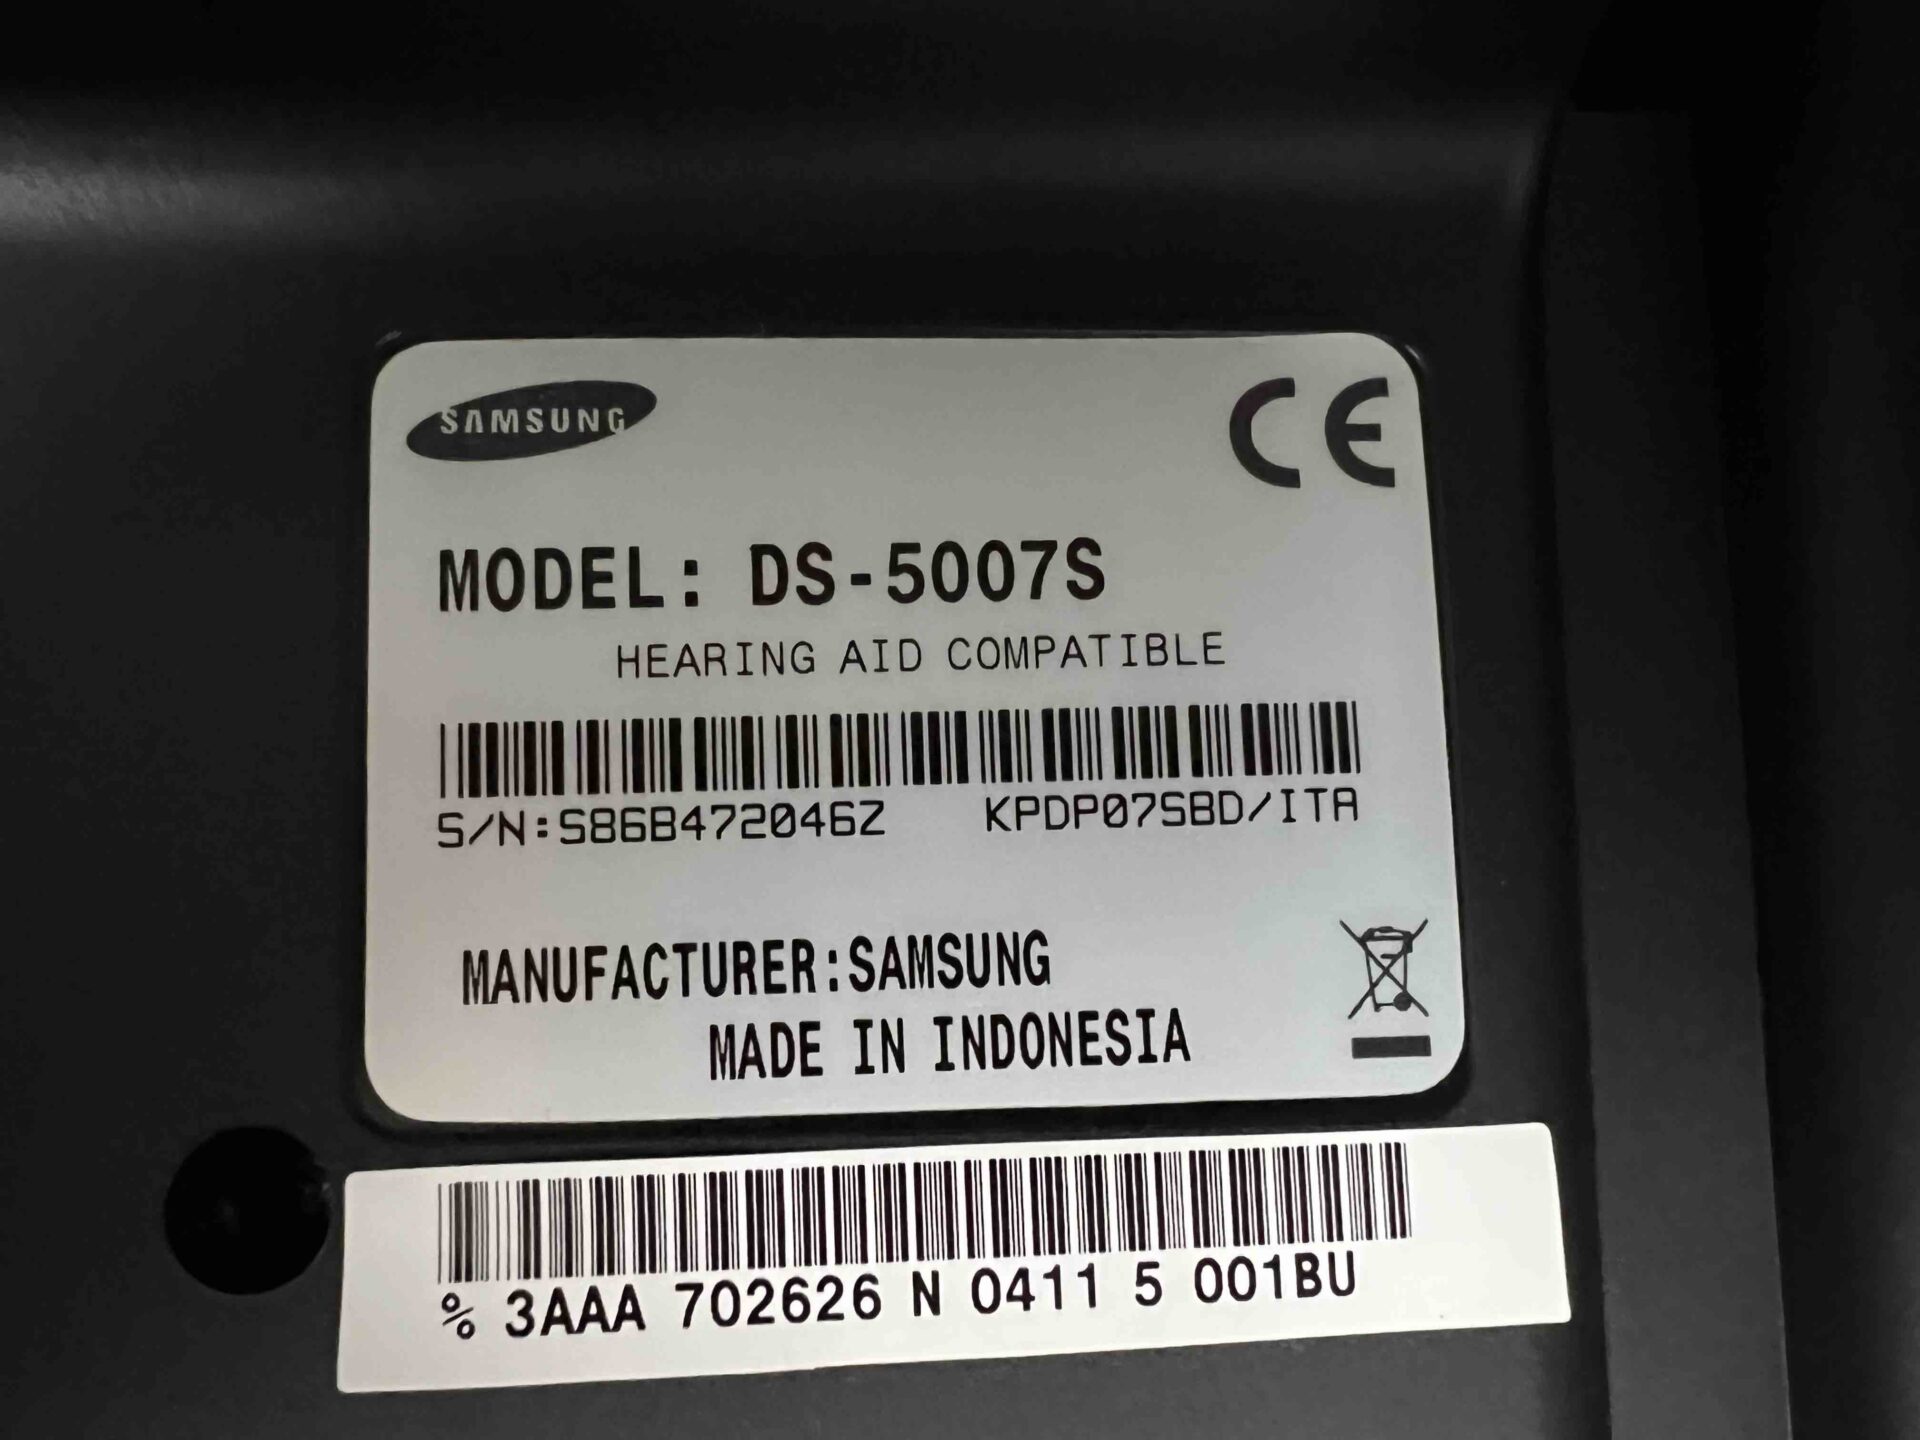 SAMSUNG
CE
MODEL: DS-5007S
HEARING AID COMPATIBLE
S/N:S86B472046Z KPDP07SBD/ITA
MANUFACTURER:SAMSUNG
MADE IN INDONESIA
% 3AAA 702626 N 0411 5 001BU